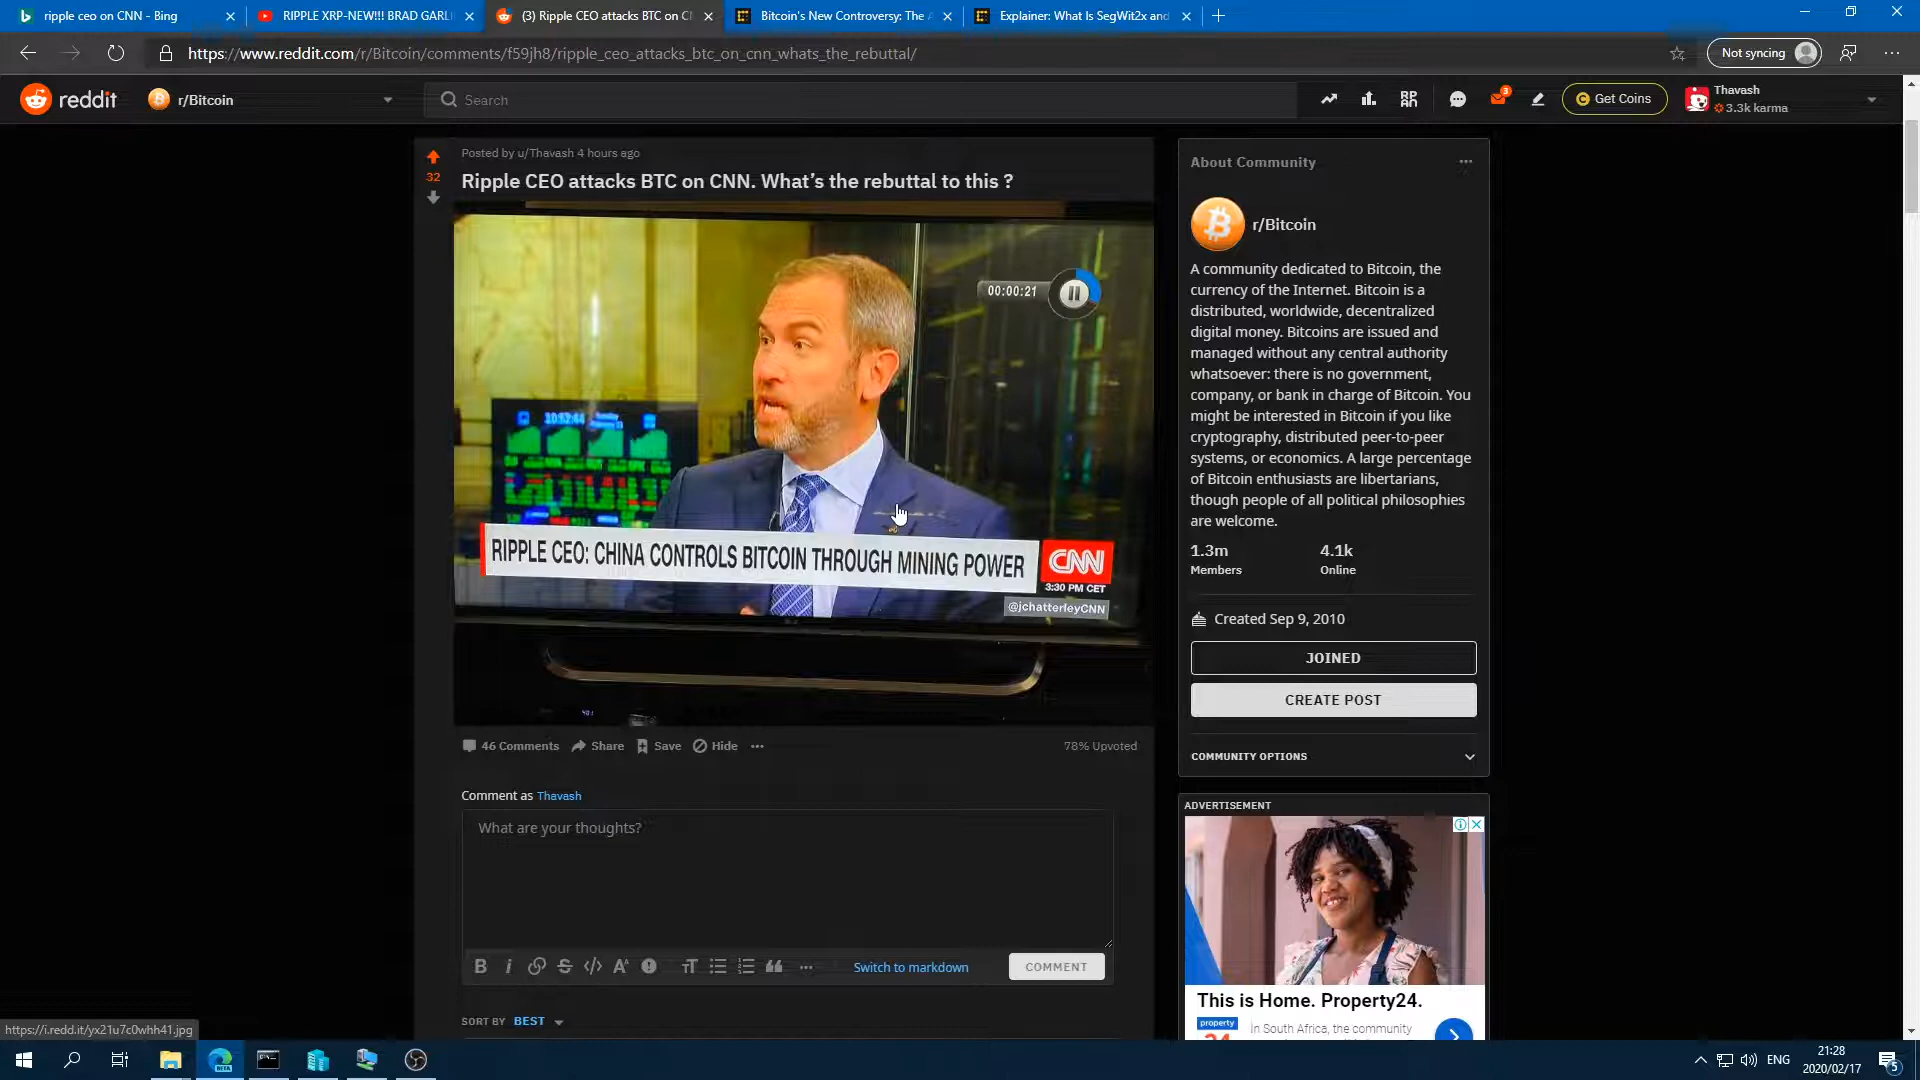 ripple ceo on CNN - Bing
RIPPLE XRP-NEW!!! BRAD GARLI
(3) Ripple CEO attacks BTC on CN
Bitcoin's New Controversy: The A
Explainer: What Is SegWit2x and
https://www.reddit.com/r/Bitcoin/comments/f59jh8/ripple_ceo_attacks_btc_on_cnn_whats_the_rebuttal/
Not syncing
reddit
r/Bitcoin
Search
3
Get Coins
Thavash
3.3k karma
32
Posted by u/Thavash 4 hours ago
Ripple CEO attacks BTC on CNN. What's the rebuttal to this ?
00:00:21
10:52:44
RIPPLE CEO: CHINA CONTROLS BITCOIN THROUGH MINING POWER
CNN
3:30 PM CET
@jchatterleyCNN
46 Comments
Share
Save
Hide
78% Upvoted
Comment as Thavash
What are your thoughts?
Switch to markdown
COMMENT
SORT BY BEST
About Community
r/Bitcoin
A community dedicated to Bitcoin, the
currency of the Internet. Bitcoin is a
distributed, worldwide, decentralized
digital money. Bitcoins are issued and
managed without any central authority
whatsoever: there is no government,
company, or bank in charge of Bitcoin. You
might be interested in Bitcoin if you like
cryptography, distributed peer-to-peer
systems, or economics. A large percentage
of Bitcoin enthusiasts are libertarians,
though people of all political philosophies
are welcome.
1.3m
Members
4.1k
Online
Created Sep 9, 2010
JOINED
CREATE POST
COMMUNITY OPTIONS
ADVERTISEMENT
This is Home. Property24.
property
24
In South Africa, the community
https://i.redd.it/yx21u7c0whh41.jpg
ENG
21:28
2020/02/17
5